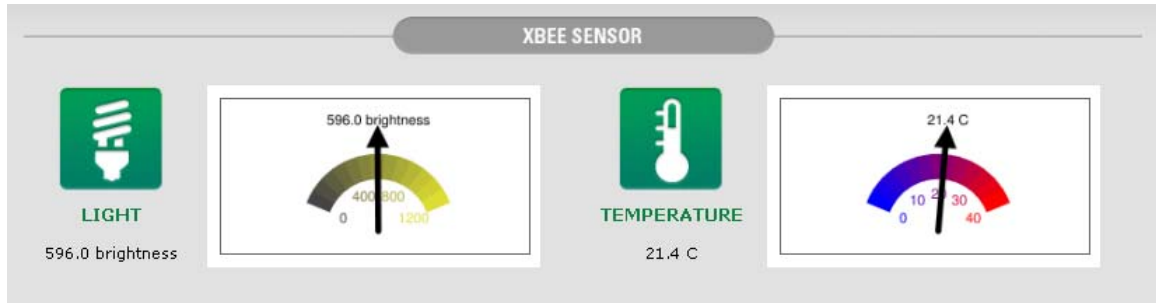 XBEE SENSOR
LIGHT
596.0 brightness
596.0 brightness
0
400
800
1200
TEMPERATURE
21.4 C
21.4 C
0
10
20
30
40